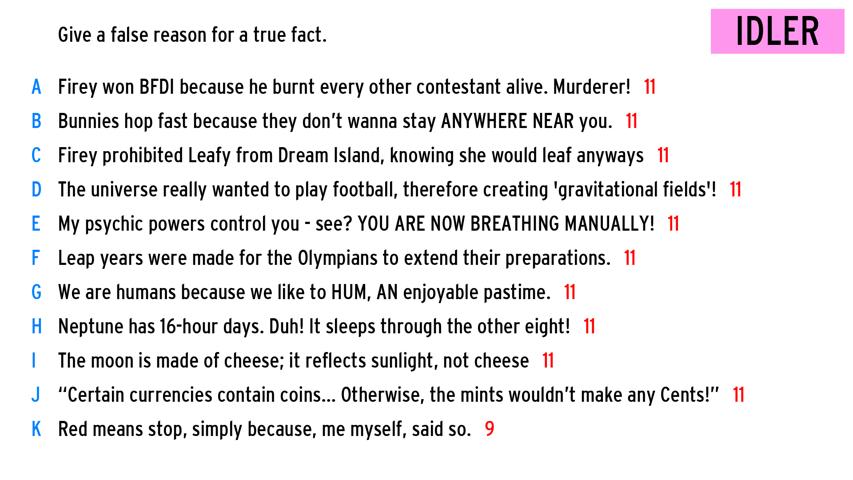 Give a false reason for a true fact.
IDLER
A Firey won BFDI because he burnt every other contestant alive. Murderer! 11
B Bunnies hop fast because they don't wanna stay ANYWHERE NEAR you. 11
C Firey prohibited Leafy from Dream Island, knowing she would leaf anyways 11
D The universe really wanted to play football, therefore creating 'gravitational fields'! 11
E My psychic powers control you - see? YOU ARE NOW BREATHING MANUALLY! 11
F Leap years were made for the Olympians to extend their preparations. 11
G We are humans because we like to HUM, AN enjoyable pastime. 11
H Neptune has 16-hour days. Duh! It sleeps through the other eight! 11
I The moon is made of cheese; it reflects sunlight, not cheese 11
J “Certain currencies contain coins... Otherwise, the mints wouldn't make any Cents!” 11
K Red means stop, simply because, me myself, said so. 9